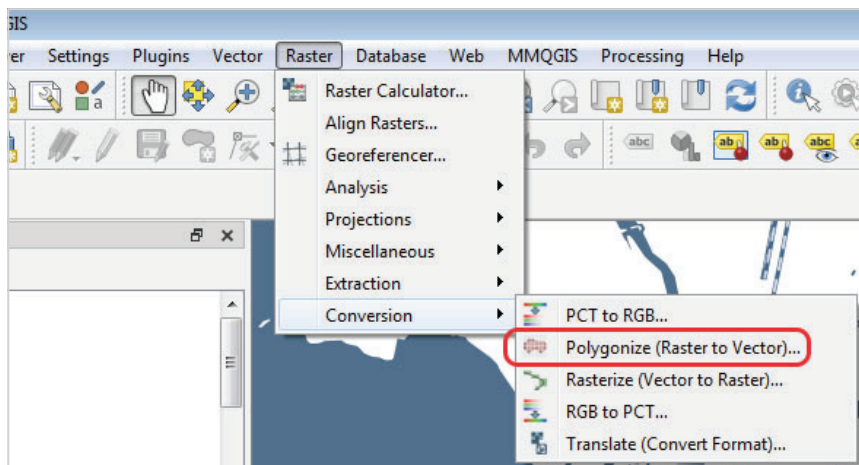 GIS
er Settings Plugins Vector Raster Database Web MMQGIS Processing Help
a
Raster Calculator...
Align Rasters...
abc ab ab abc
Georeferencer...
Analysis
Projections
Miscellaneous
Extraction
Conversion
PCT to RGB...
Polygonize (Raster to Vector)...
Rasterize (Vector to Raster)...
RGB to PCT...
Translate (Convert Format)...